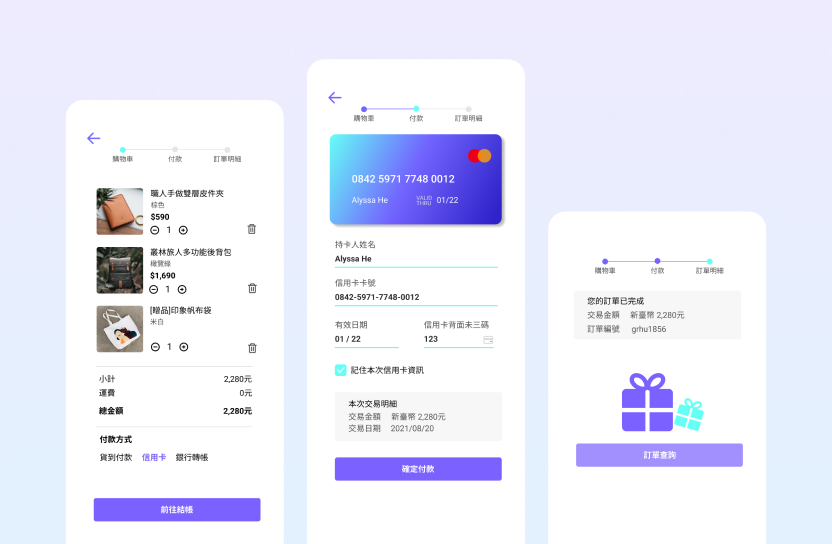 購物車 付款 訂單明細
職人手做雙層皮件夾
棕色
$590
1
叢林旅人多功能後背包
橄欖綠
$1,690
1
[贈品]印象帆布袋
米白
1
小計 2,280元
運費 0元
總金額 2,280元
付款方式
貨到付款 信用卡 銀行轉帳
前往結帳
購物車 付款 訂單明細
0842 5971 7748 0012
Alyssa He VALID THRU 01/22
持卡人姓名
Alyssa He
信用卡卡號
0842-5971-7748-0012
有效日期 信用卡背面未三碼
01 / 22 123
記住本次信用卡資訊
本次交易明細
交易金額 新臺幣 2,280元
交易日期 2021/08/20
確定付款
購物車 付款 訂單明細
您的訂單已完成
交易金額 新臺幣 2,280元
訂單編號 grhu1856
訂單查詢